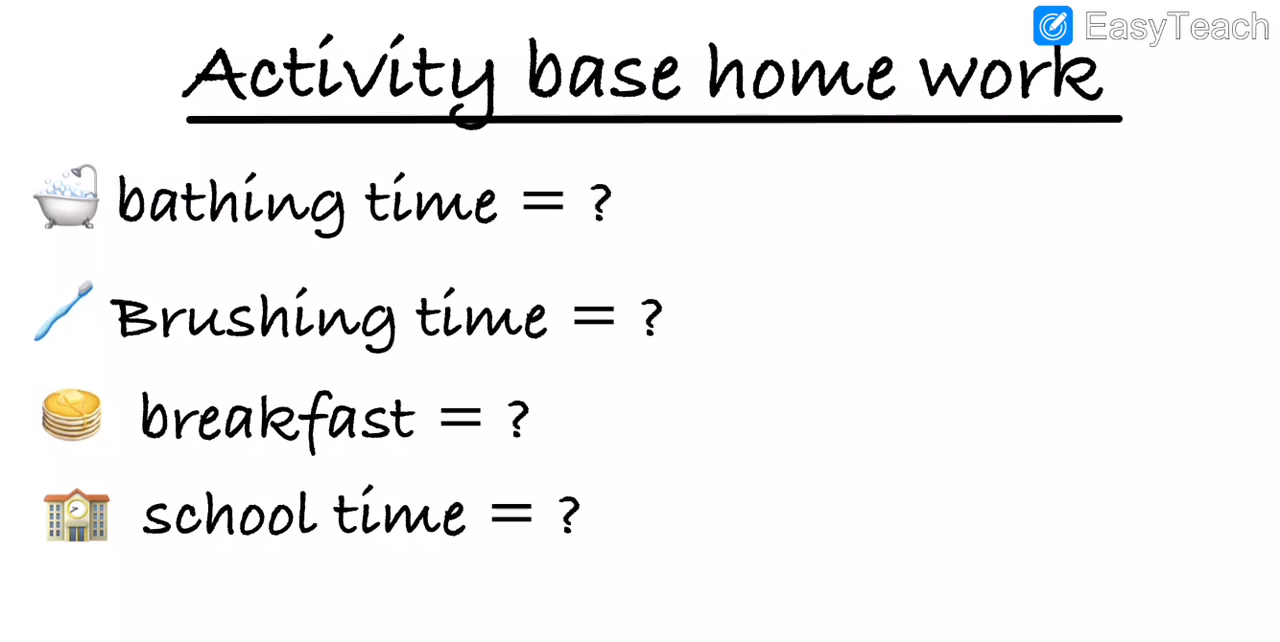 EasyTeach
Activity base home work
bathing time = ?
Brushing time = ?
breakfast = ?
school time = ?